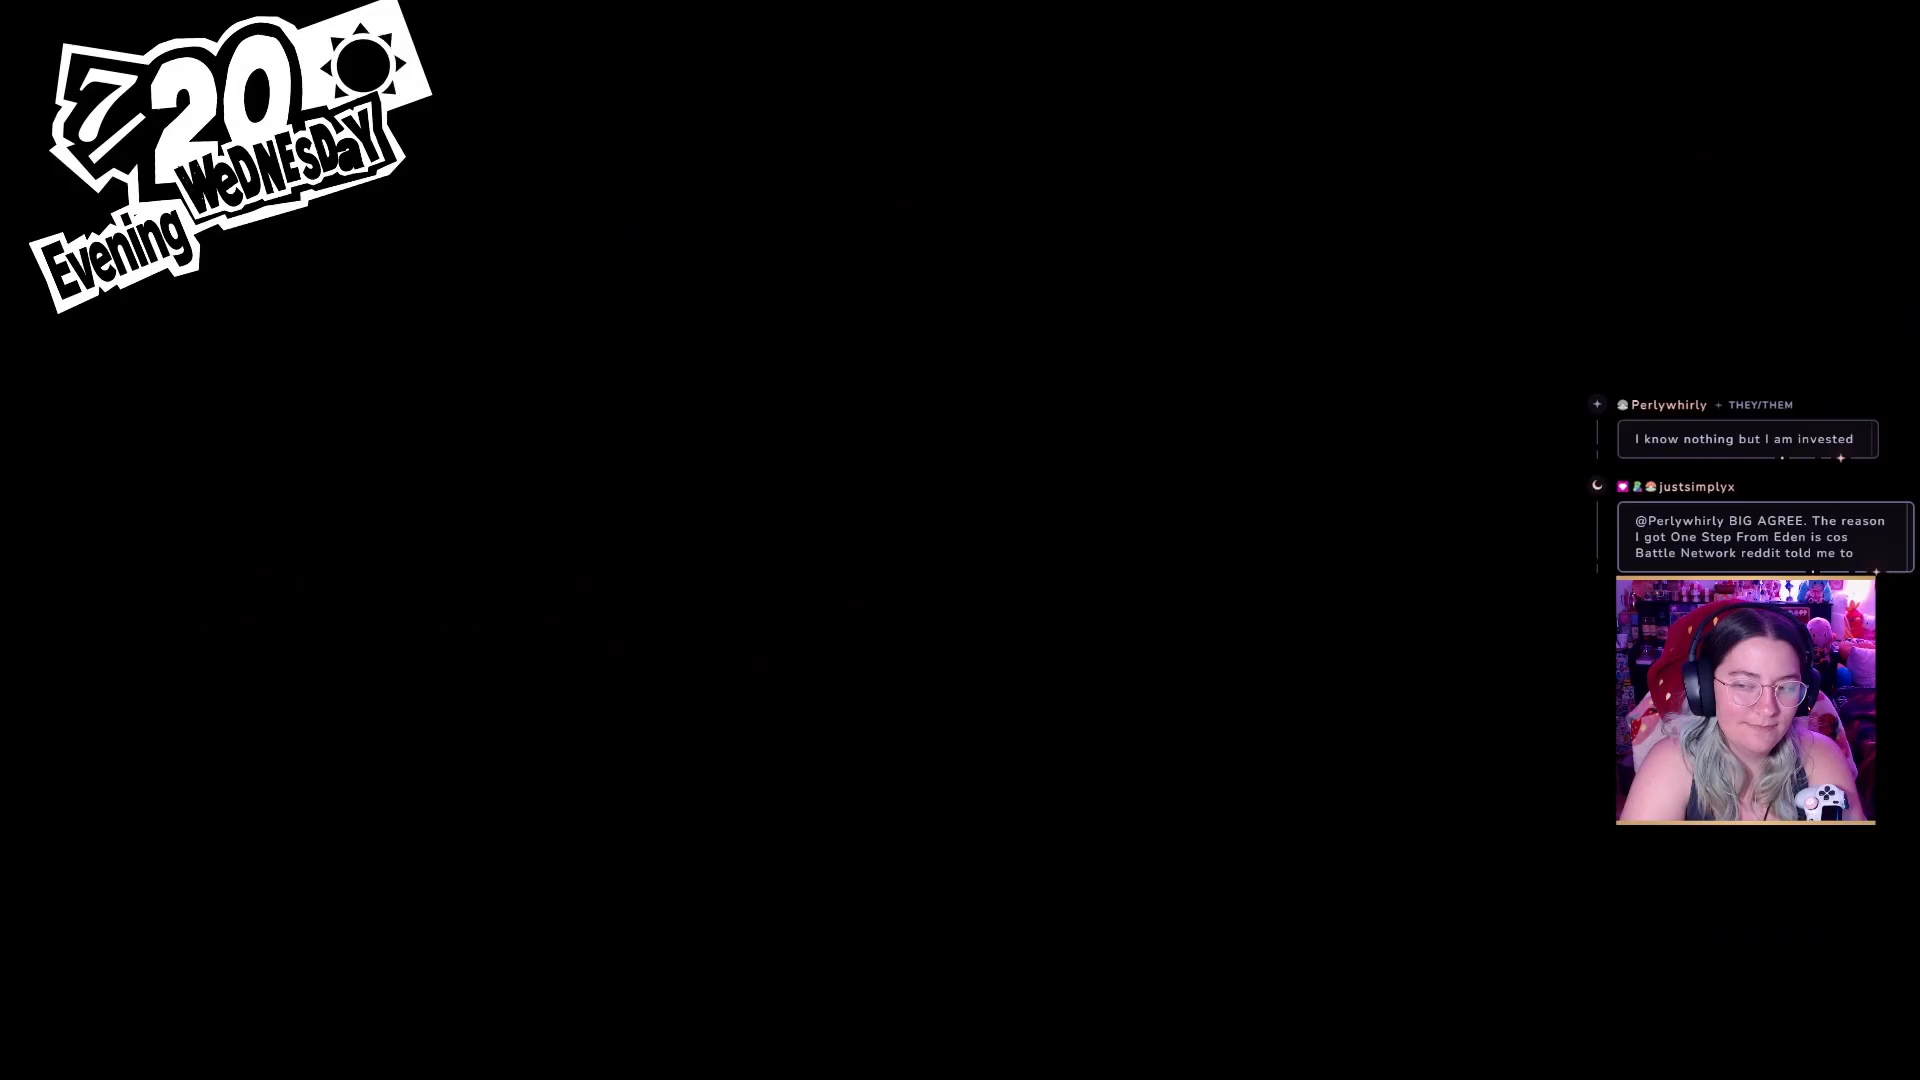 7 20
WeDNESDaY
Evening
Perlywhirly + THEY/THEM
I know nothing but I am invested
justsimplyx
@Perlywhirly BIG AGREE. The reason
I got One Step From Eden is cos
Battle Network reddit told me to